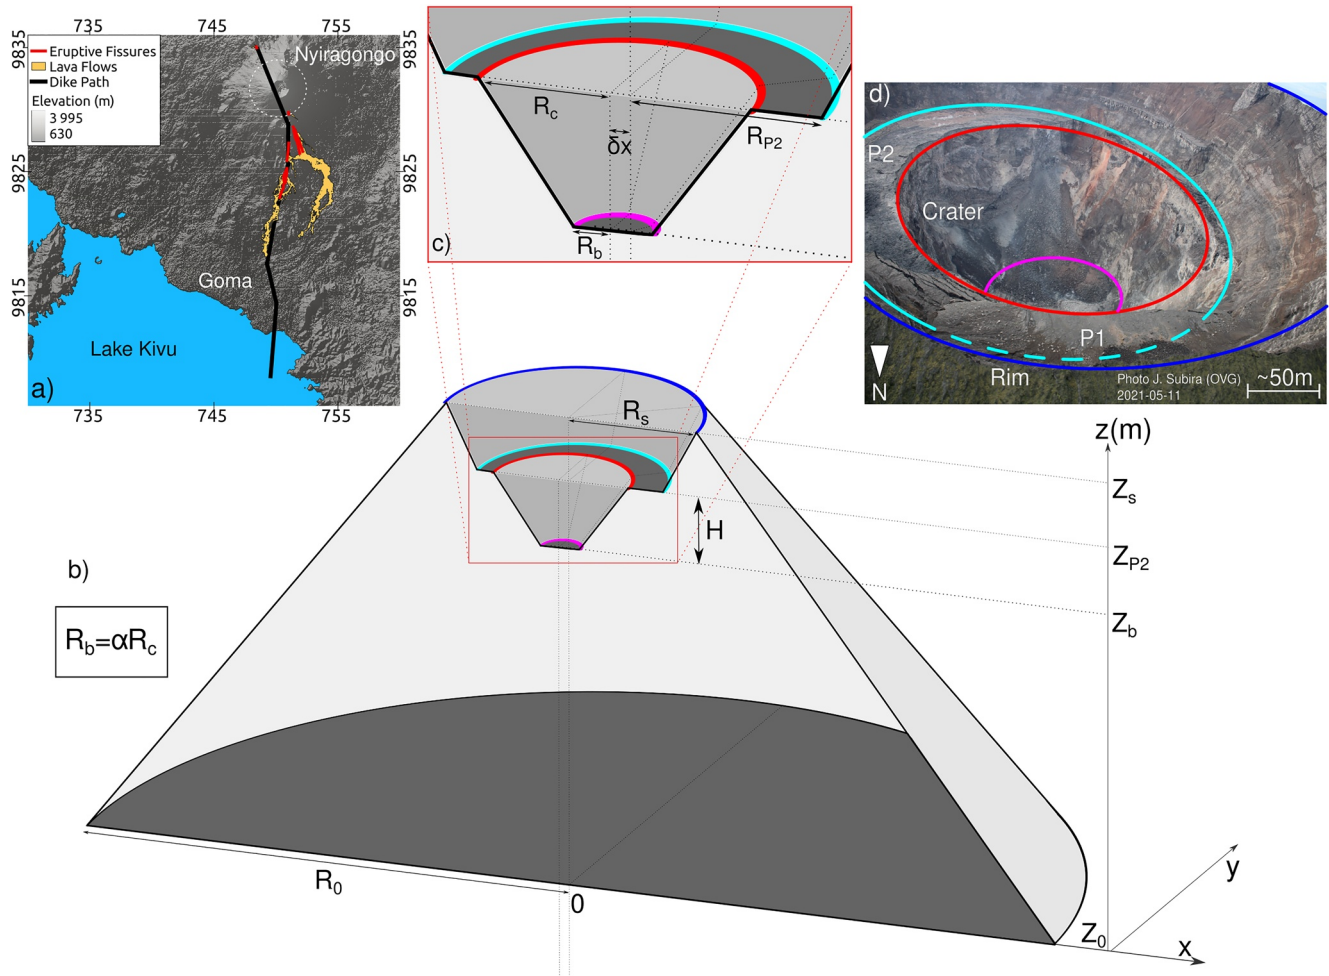 735 745 755
9835
9825
9815
Eruptive Fissures
Lava Flows
Dike Path
Elevation (m)
3 995
630
Nyiragongo
Goma
Lake Kivu
a)
9835
9825
9815
735 745 755
R_c
δx
R_P2
R_b
c)
d)
P2
Crater
P1
Rim
N
Photo J. Subira (OVG)
2021-05-11
~50m
b)
R_b=αR_c
R_s
H
z(m)
Z_s
Z_P2
Z_b
R_0
0
Z_0
x
y